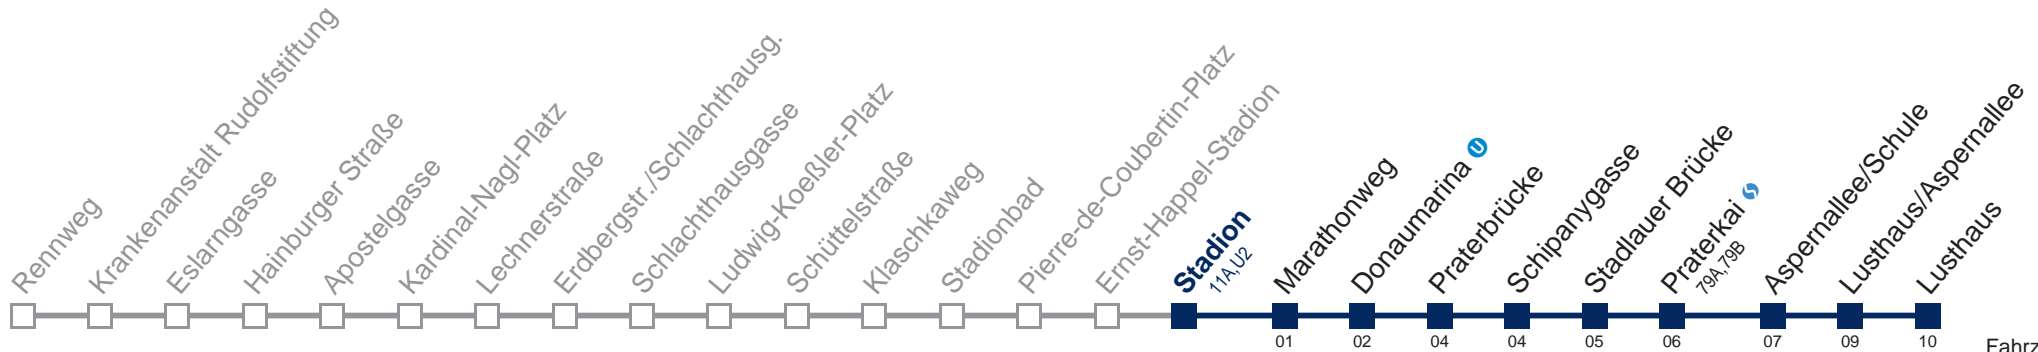 Rennweg
Krankenanstalt Rudolfstiftung
Eslarngasse
Hainburger Straße
Apostelgasse
Kardinal-Nagl-Platz
Lechnerstraße
Erdbergstr./Schlachthausg.
Schlachthausgasse
Ludwig-Koeßler-Platz
Schüttelstraße
Klaschkaweg
Stadionbad
Pierre-de-Coubertin-Platz
Ernst-Happel-Stadion
Stadion
11A,U2
Marathonweg
Donaumarina U
Praterbrücke
Schipanygasse
Stadlauer Brücke
Praterkai S
79A,79B
Aspernallee/Schule
Lusthaus/Aspernallee
Lusthaus
01 02 04 04 05 06 07 09 10
Fahrz